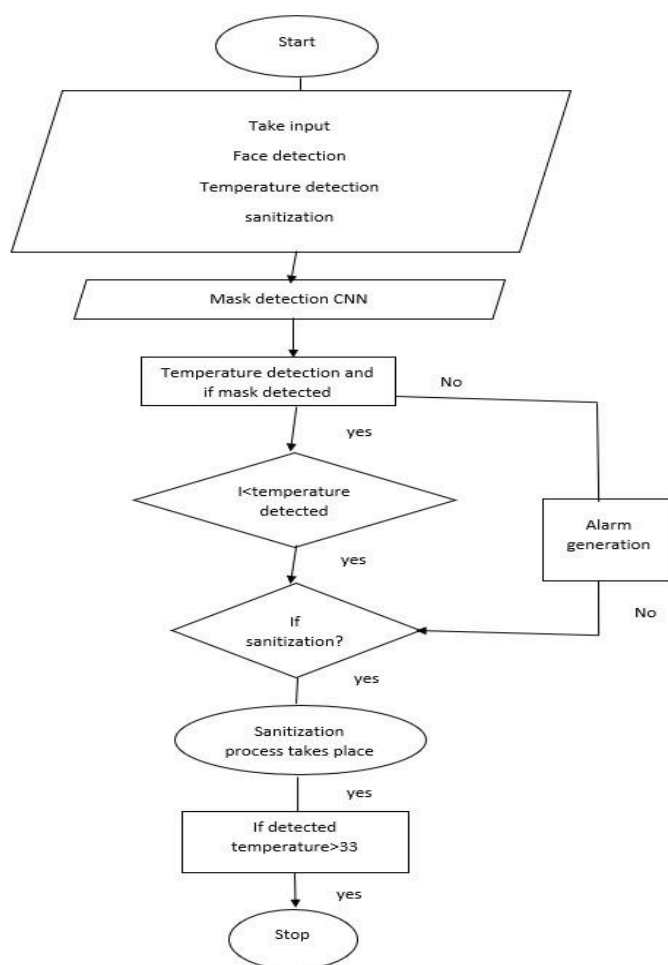 Start
Take input
Face detection
Temperature detection
sanitization
Mask detection CNN
Temperature detection and
if mask detected
No
yes
I<temperature
detected
Alarm
generation
yes
If
sanitization?
No
yes
Sanitization
process takes place
yes
If detected
temperature>33
yes
Stop